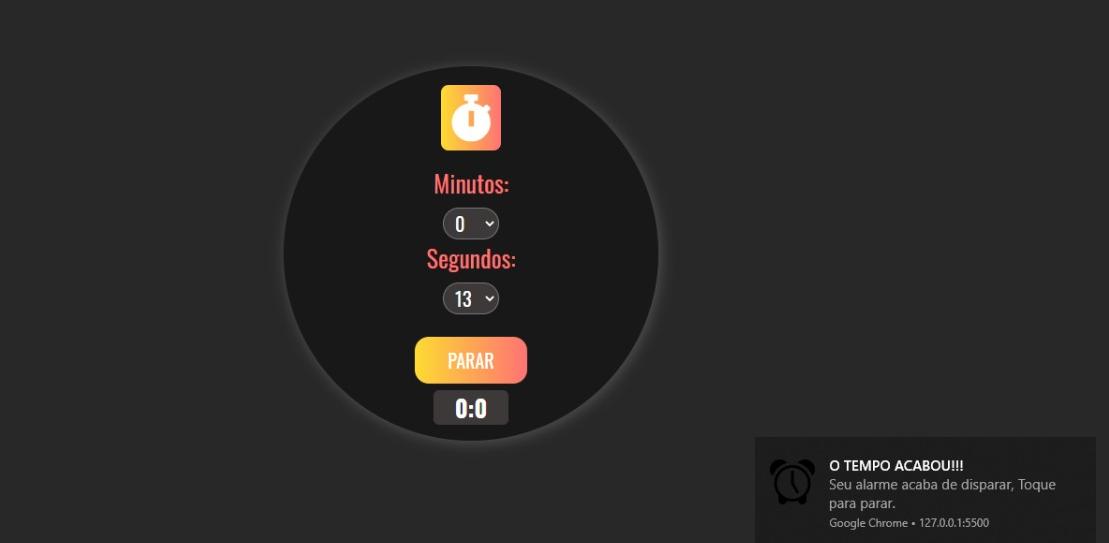 Minutos:
0
Segundos:
13
PARAR
0:0
O TEMPO ACABOU!!!
Seu alarme acaba de disparar, Toque
para parar.
Google Chrome • 127.0.0.1:5500